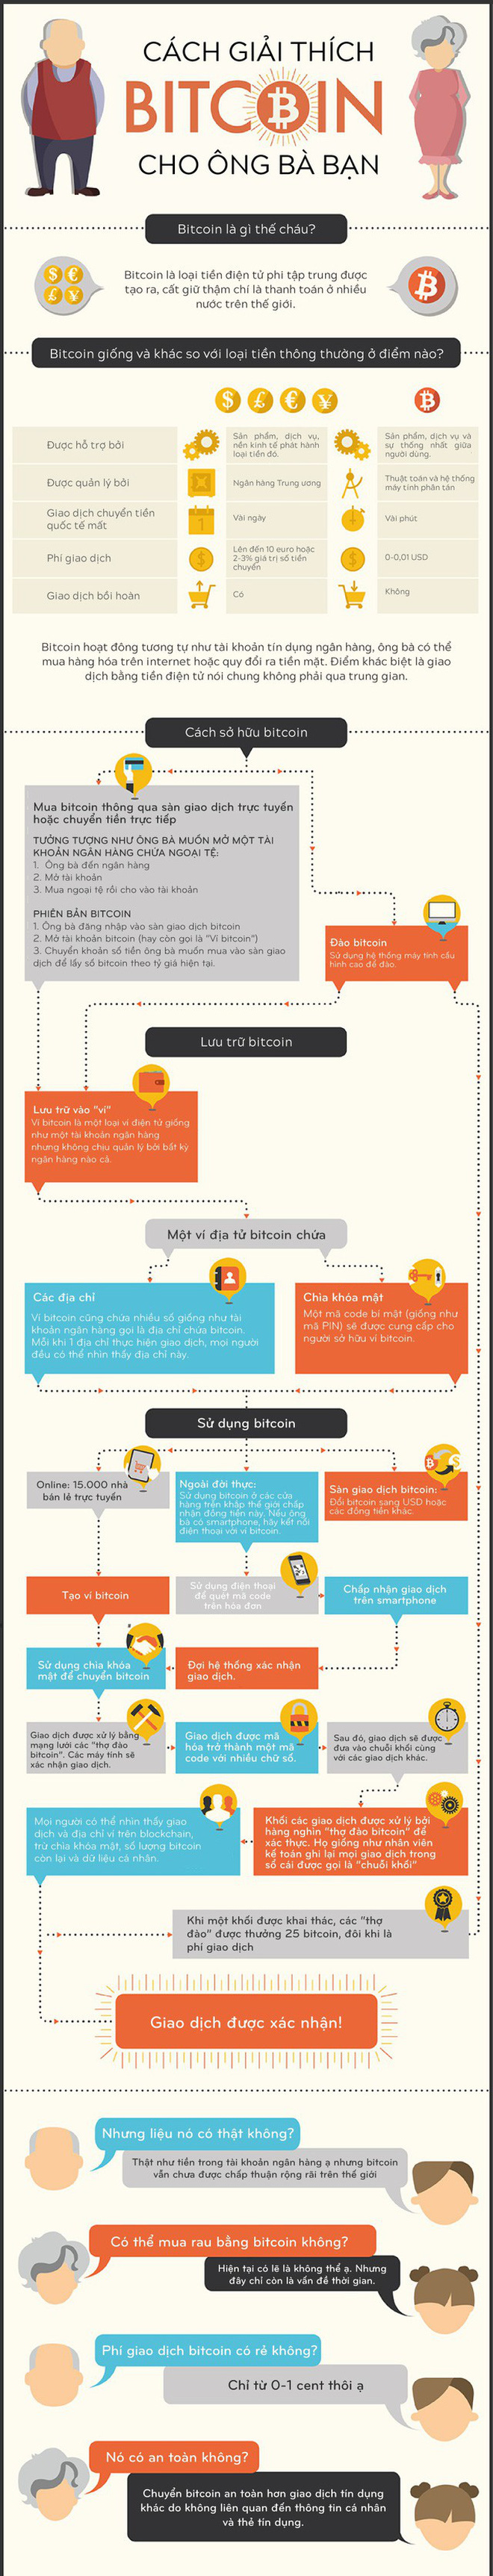 CÁCH GIẢI THÍCH
BITCOIN
CHO ÔNG BÀ BẠN
Bitcoin là gì thế cháu?
Bitcoin là loại tiền điện tử phi tập trung được
tạo ra, cất giữ thậm chí là thanh toán ở nhiều
nước trên thế giới.
Bitcoin giống và khác so với loại tiền thông thường ở điểm nào?
Được hỗ trợ bởi
Sản phẩm, dịch vụ,
nền kinh tế phát hành
loại tiền đó.
Sản phẩm, dịch vụ và
sự thống nhất giữa
người dùng.
Được quản lý bởi
Ngân hàng Trung ương
Thuật toán và hệ thống
máy tính phân tán
Giao dịch chuyển tiền
quốc tế mất
Vài ngày
Vài phút
Phí giao dịch
Lên đến 10 euro hoặc
2-3% giá trị số tiền
chuyển
0-0,01 USD
Giao dịch bồi hoàn
Có
Không
Bitcoin hoạt đông tương tự như tài khoản tín dụng ngân hàng, ông bà có thể
mua hàng hóa trên internet hoặc quy đổi ra tiền mặt. Điểm khác biệt là giao
dịch bằng tiền điện tử nói chung không phải qua trung gian.
Cách sở hữu bitcoin
Mua bitcoin thông qua sàn giao dịch trực tuyến
hoặc chuyển tiền trực tiếp
TƯỞNG TƯỢNG NHƯ ÔNG BÀ MUỐN MỞ MỘT TÀI
KHOẢN NGÂN HÀNG CHỨA NGOẠI TỆ:
1. Ông bà đến ngân hàng
2. Mở tài khoản
3. Mua ngoại tệ rồi cho vào tài khoản
PHIÊN BẢN BITCOIN
1. Ông bà đăng nhập vào sàn giao dịch bitcoin
2. Mở tài khoản bitcoin (hay còn gọi là "Ví bitcoin")
3. Chuyển khoản số tiền ông bà muốn mua vào sàn giao
dịch để lấy số bitcoin theo tỷ giá hiện tại.
Đào bitcoin
Sử dụng hệ thống máy tính cấu
hình cao để đào.
Lưu trữ bitcoin
Lưu trữ vào "ví"
Ví bitcoin là một loại ví điện tử giống
như một tài khoản ngân hàng
nhưng không chịu quản lý bởi bất kỳ
ngân hàng nào cả.
Một ví địa tử bitcoin chứa
Các địa chỉ
Ví bitcoin cũng chứa nhiều số giống như tài
khoản ngân hàng gọi là địa chỉ chứa bitcoin.
Mỗi khi 1 địa chỉ thực hiện giao dịch, mọi người
đều có thể nhìn thấy địa chỉ này.
Chìa khóa mật
Một mã code bí mật (giống như
mã PIN) sẽ được cung cấp cho
người sở hữu ví bitcoin.
Sử dụng bitcoin
Online: 15.000 nhà
bán lẻ trực tuyến
Ngoài đời thực:
Sử dụng bitcoin ở các cửa
hàng trên khắp thế giới chấp
nhận đồng tiền này. Nếu ông
bà có smartphone, hãy kết nối
điện thoại với ví bitcoin.
Sàn giao dịch bitcoin:
Đổi bitcoin sang USD hoặc
các đồng tiền khác.
Tạo ví bitcoin
Sử dụng điện thoại
để quét mã code
trên hóa đơn
Chấp nhận giao dịch
trên smartphone
Sử dụng chìa khóa
mật để chuyển bitcoin
Đợi hệ thống xác nhận
giao dịch.
Giao dịch được xử lý bằng
mạng lưới các "thợ đào
bitcoin". Các máy tính sẽ
xác nhận giao dịch.
Giao dịch được mã
hóa trở thành một mã
code với nhiều chữ số.
Sau đó, giao dịch sẽ được
đưa vào chuỗi khối cùng
với các giao dịch khác.
Mọi người có thể nhìn thấy giao
dịch và địa chỉ ví trên blockchain,
trừ chìa khóa mật, số lượng bitcoin
còn lại và dữ liệu cá nhân.
Khối các giao dịch được xử lý bởi
hàng nghìn "thợ đào bitcoin" để
xác thực. Họ giống như nhân viên
kế toán ghi lại mọi giao dịch trong
sổ cái được gọi là "chuỗi khối"
Khi một khối được khai thác, các "thợ
đào" được thưởng 25 bitcoin, đôi khi là
phí giao dịch
Giao dịch được xác nhận!
Nhưng liệu nó có thật không?
Thật như tiền trong tài khoản ngân hàng ạ nhưng bitcoin
vẫn chưa được chấp thuận rộng rãi trên thế giới
Có thể mua rau bằng bitcoin không?
Hiện tại có lẽ là không thể ạ. Nhưng
đây chỉ còn là vấn đề thời gian.
Phí giao dịch bitcoin có rẻ không?
Chỉ từ 0-1 cent thôi ạ
Nó có an toàn không?
Chuyển bitcoin an toàn hơn giao dịch tín dụng
khác do không liên quan đến thông tin cá nhân
và thẻ tín dụng.